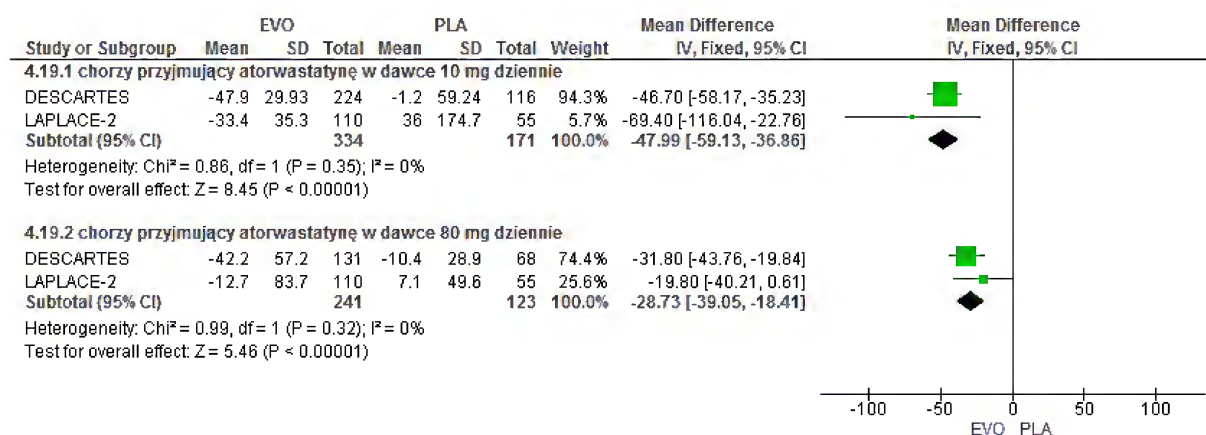 EVO PLA Mean Difference Mean Difference
Study or Subgroup Mean SD Total Mean SD Total Weight IV, Fixed, 95% CI IV, Fixed, 95% CI
4.19.1 chorzy przyjmujący atorwastatynę w dawce 10 mg dziennie
DESCARTES -47.9 29.93 224 -1.2 59.24 116 94.3% -46.70 [-58.17, -35.23]
LAPLACE-2 -33.4 35.3 110 36 174.7 55 5.7% -69.40 [-116.04, -22.76]
Subtotal (95% CI) 334 171 100.0% -47.99 [-59.13, -36.86]
Heterogeneity: Chi² = 0.86, df = 1 (P = 0.35); I² = 0%
Test for overall effect: Z = 8.45 (P < 0.00001)
4.19.2 chorzy przyjmujący atorwastatynę w dawce 80 mg dziennie
DESCARTES -42.2 57.2 131 -10.4 28.9 68 74.4% -31.80 [-43.76, -19.84]
LAPLACE-2 -12.7 83.7 110 7.1 49.6 55 25.6% -19.80 [-40.21, 0.61]
Subtotal (95% CI) 241 123 100.0% -28.73 [-39.05, -18.41]
Heterogeneity: Chi² = 0.99, df = 1 (P = 0.32); I² = 0%
Test for overall effect: Z = 5.46 (P < 0.00001)
-100 -50 0 50 100
EVO PLA